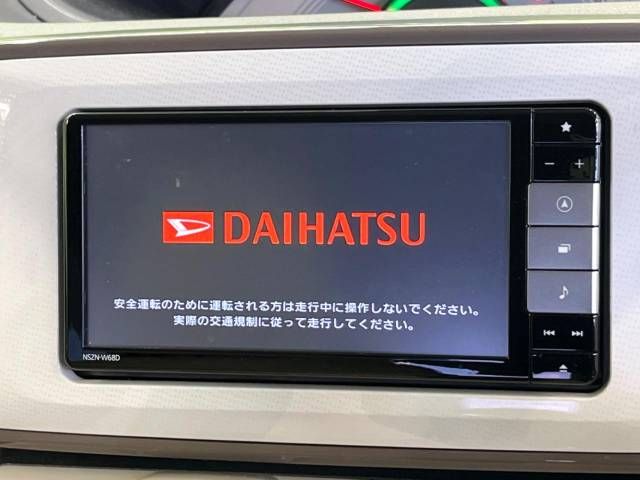 DAIHATSU
安全運転のために運転される方は走行中に操作しないでください。
実際の交通規制に従って走行してください。
NSZN-W68D